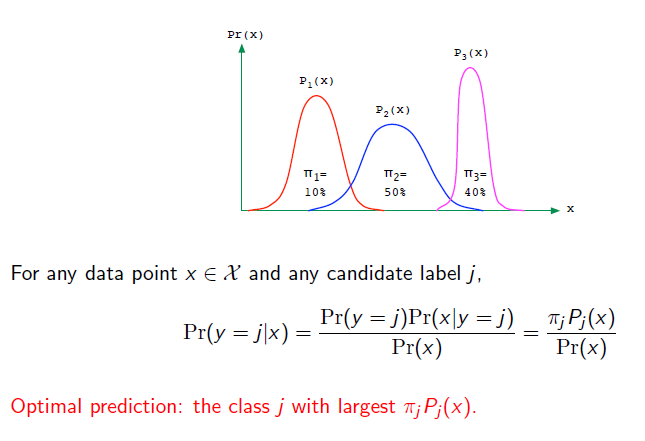 Pr(x)
P₃(x)
P₁(x)
P₂(x)
π₁= π₂= π₃=
10% 50% 40%
x
For any data point x ∈ 𝒳 and any candidate label j,
Pr(y = j|x) = Pr(y = j)Pr(x|y = j) / Pr(x) = πⱼPⱼ(x) / Pr(x)
Optimal prediction: the class j with largest πⱼPⱼ(x).